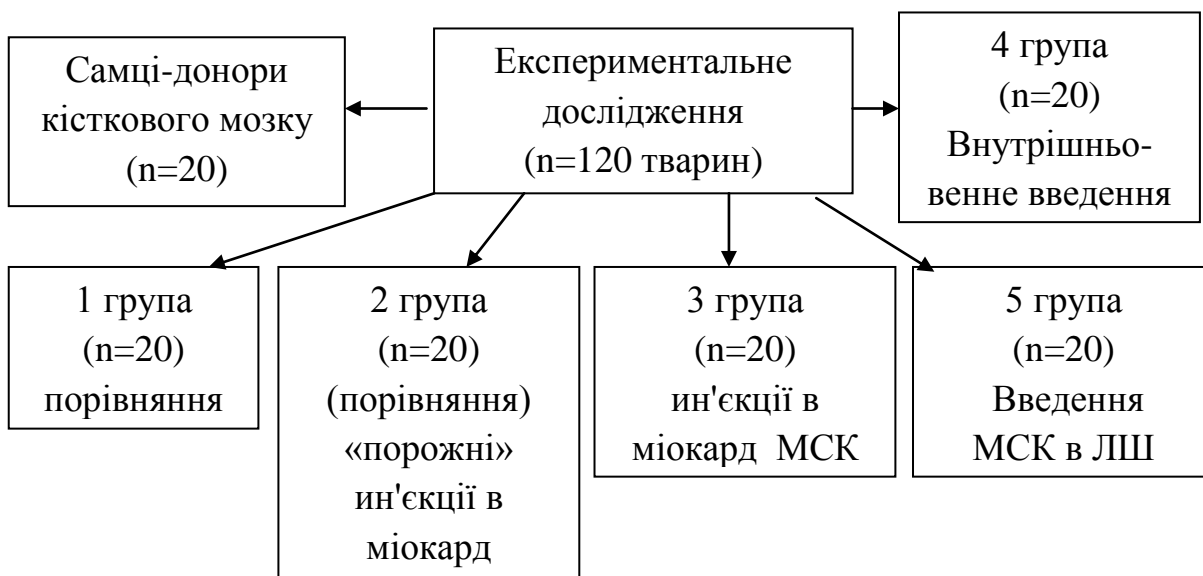 Самці-донори
кісткового мозку
(n=20)
Експериментальне
дослідження
(n=120 тварин)
4 група
(n=20)
Внутрішньо-
венне введення
1 група
(n=20)
порівняння
2 група
(n=20)
(порівняння)
«порожні»
ин'єкції в
міокард
3 група
(n=20)
ин'єкції в
міокард МСК
5 група
(n=20)
Введення
МСК в ЛШ